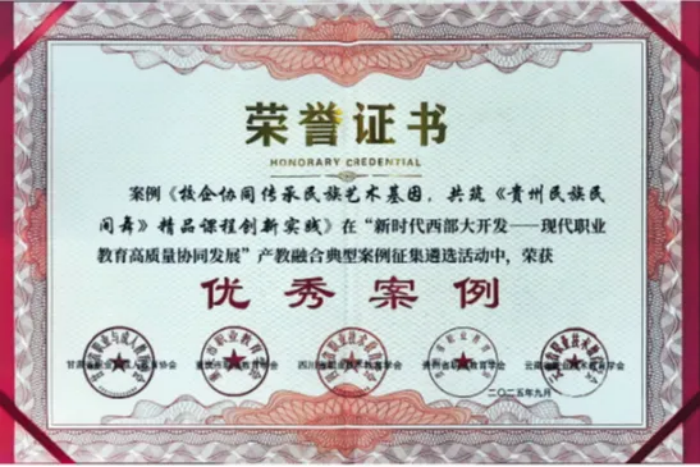 荣誉证书
HONORARY CREDENTIAL
案例《校企协同传承民族艺术基因，共筑《贵州民族民
间舞》精品课程创新实践》在“新时代西部大开发——现代职业
教育高质量协同发展”产教融合典型案例征集遴选活动中，荣获
优秀案例
二〇二五年九月